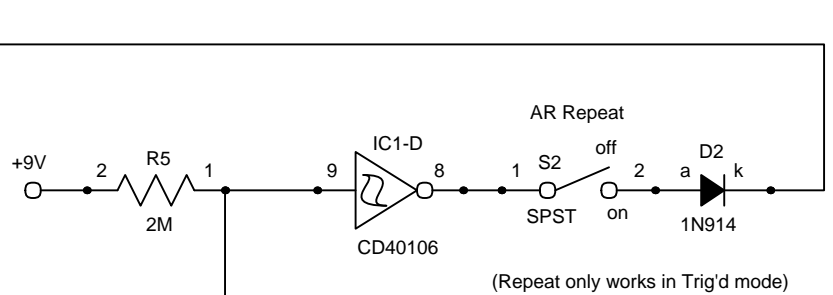 AR Repeat
IC1-D
off
+9V
2
R5
1
9
8
1
S2
2
D2
a
k
2M
SPST
on
1N914
CD40106
(Repeat only works in Trig'd mode)